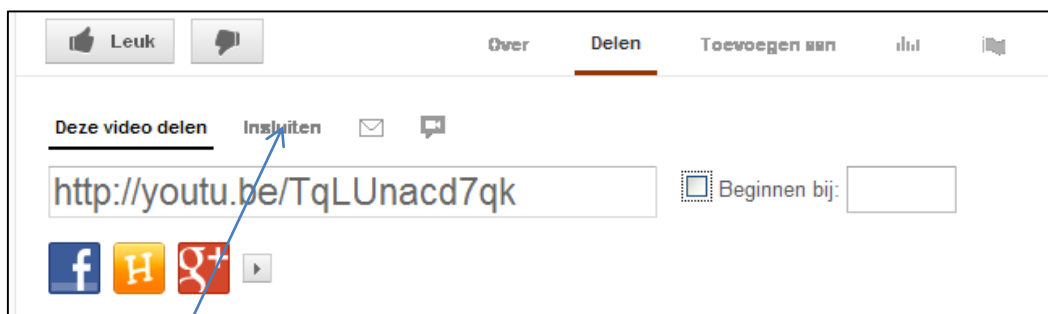 Leuk Over Delen Toevoegen aan
Deze video delen Insluiten
http://youtu.be/TqLUnacd7qk Beginnen bij:
f H g+